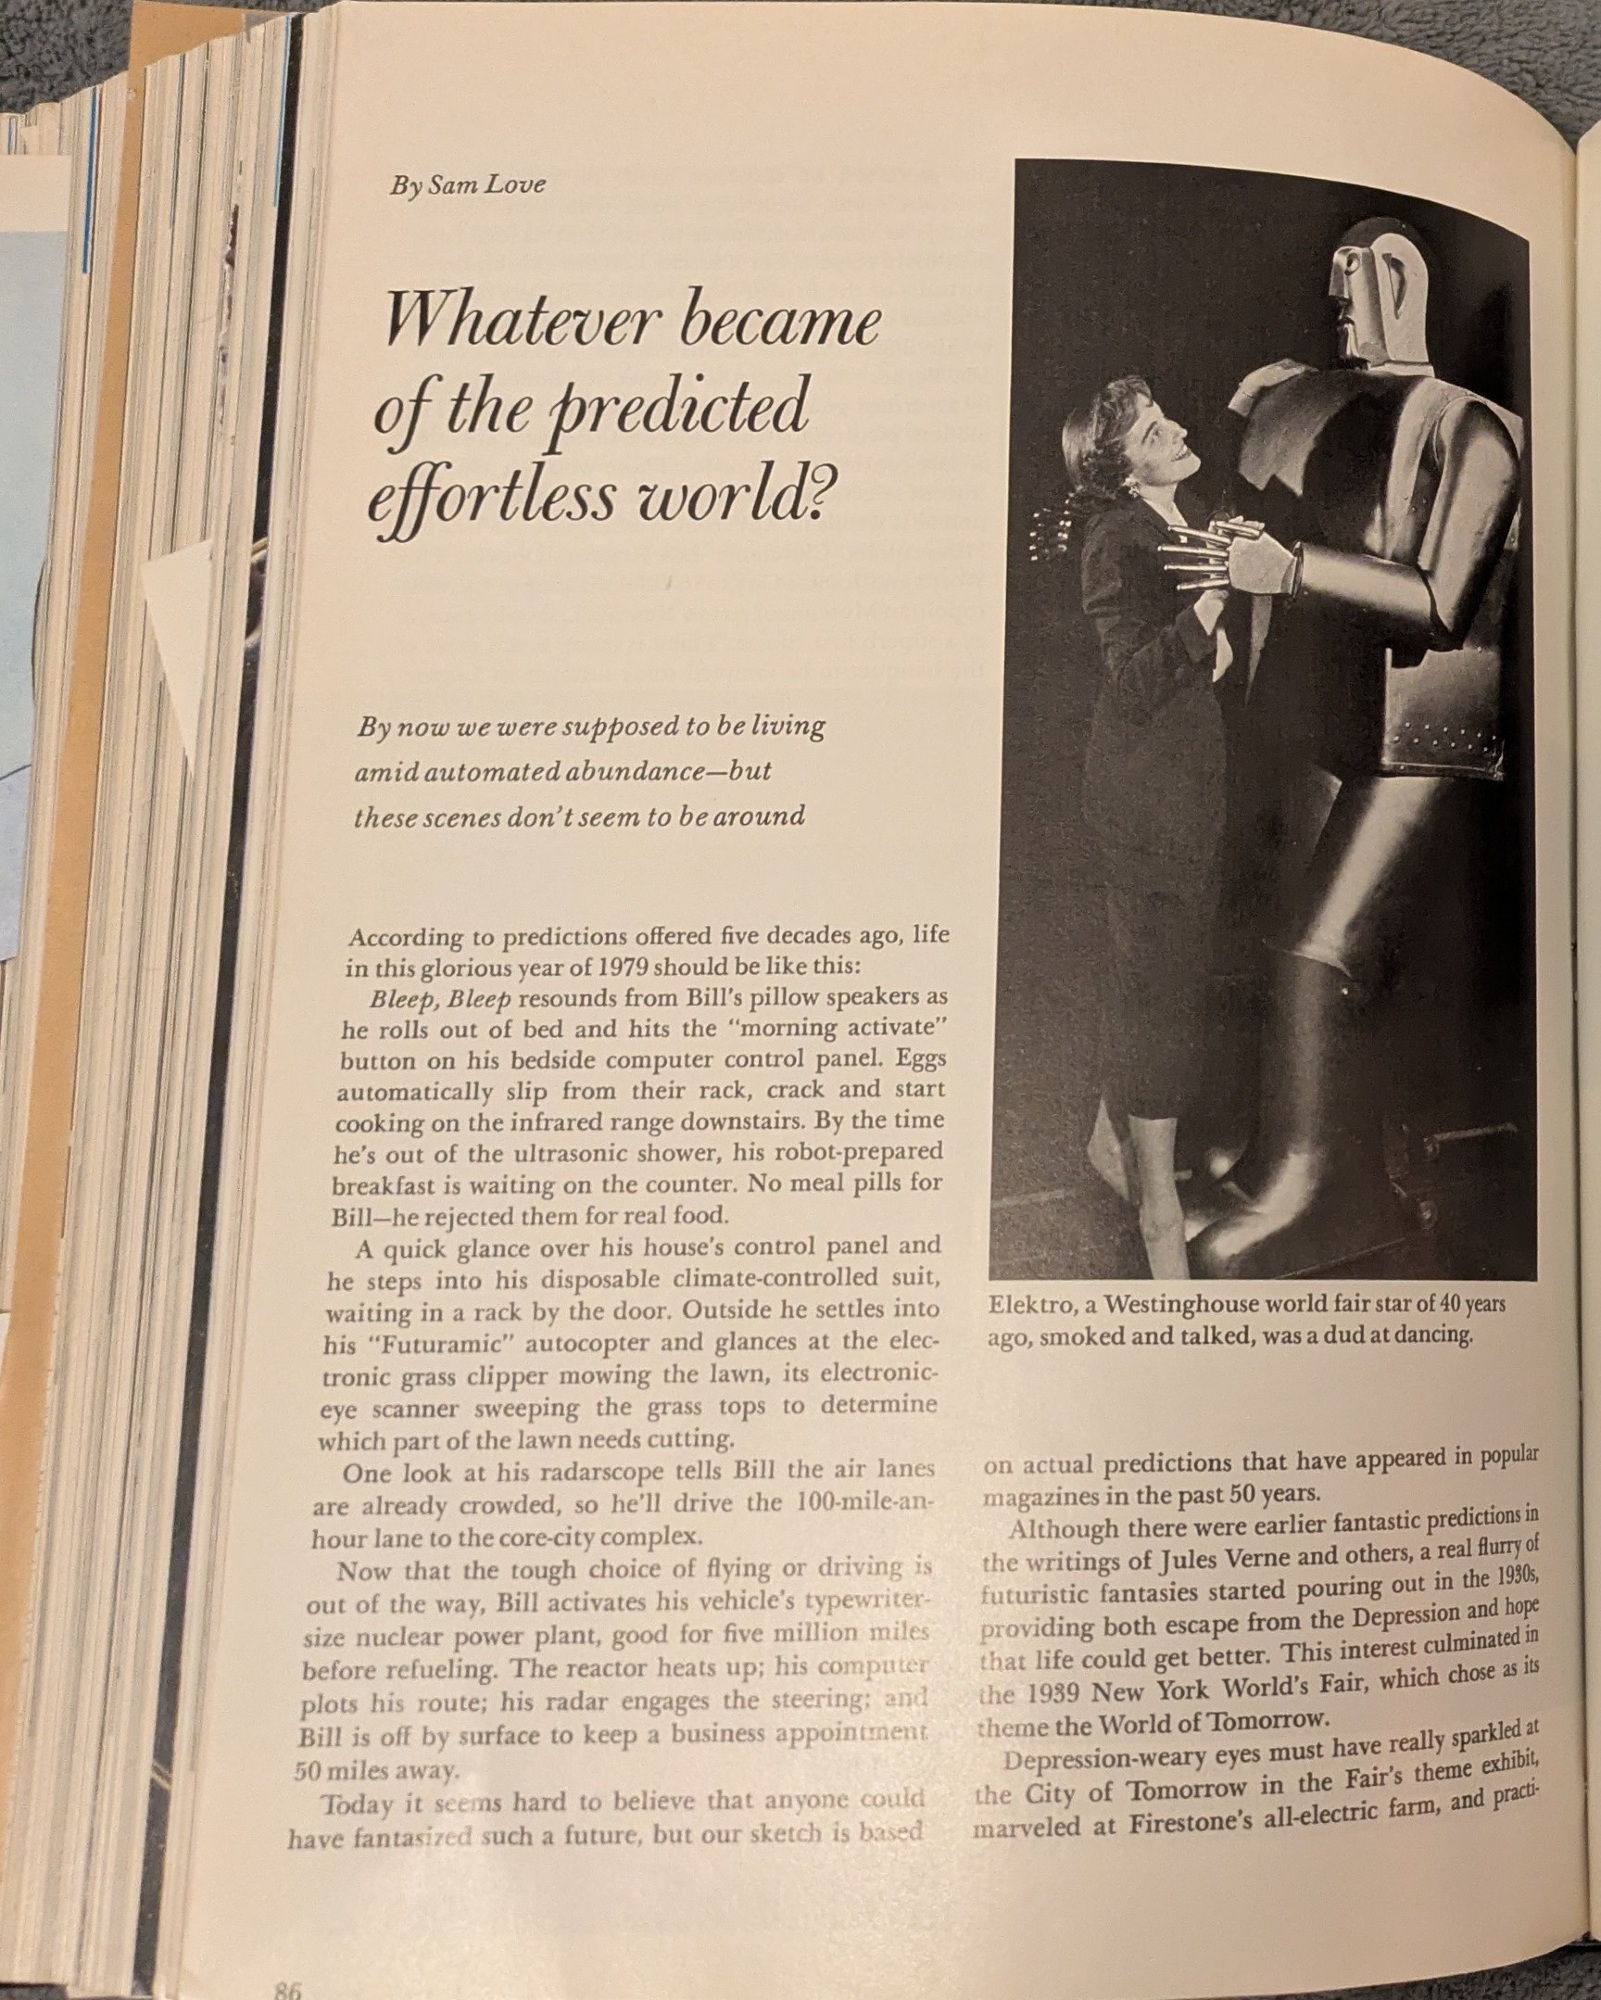 By Sam Love
Whatever became
of the predicted
effortless world?
By now we were supposed to be living
amid automated abundance—but
these scenes don't seem to be around
According to predictions offered five decades ago, life
in this glorious year of 1979 should be like this:
Bleep, Bleep resounds from Bill's pillow speakers as
he rolls out of bed and hits the "morning activate"
button on his bedside computer control panel. Eggs
automatically slip from their rack, crack and start
cooking on the infrared range downstairs. By the time
he's out of the ultrasonic shower, his robot-prepared
breakfast is waiting on the counter. No meal pills for
Bill—he rejected them for real food.
A quick glance over his house's control panel and
he steps into his disposable climate-controlled suit,
waiting in a rack by the door. Outside he settles into
his "Futuramic" autocopter and glances at the elec-
tronic grass clipper mowing the lawn, its electronic-
eye scanner sweeping the grass tops to determine
which part of the lawn needs cutting.
One look at his radarscope tells Bill the air lanes
are already crowded, so he'll drive the 100-mile-an-
hour lane to the core-city complex.
Now that the tough choice of flying or driving is
out of the way, Bill activates his vehicle's typewriter-
size nuclear power plant, good for five million miles
before refueling. The reactor heats up; his computer
plots his route; his radar engages the steering; and
Bill is off by surface to keep a business appointment
50 miles away.
Today it seems hard to believe that anyone could
have fantasized such a future, but our sketch is based
Elektro, a Westinghouse world fair star of 40 years
ago, smoked and talked, was a dud at dancing.
on actual predictions that have appeared in popular
magazines in the past 50 years.
Although there were earlier fantastic predictions in
the writings of Jules Verne and others, a real flurry of
futuristic fantasies started pouring out in the 1930s,
providing both escape from the Depression and hope
that life could get better. This interest culminated in
the 1939 New York World's Fair, which chose as its
theme the World of Tomorrow.
Depression-weary eyes must have really sparkled at
the City of Tomorrow in the Fair's theme exhibit,
marveled at Firestone's all-electric farm, and practi-
86